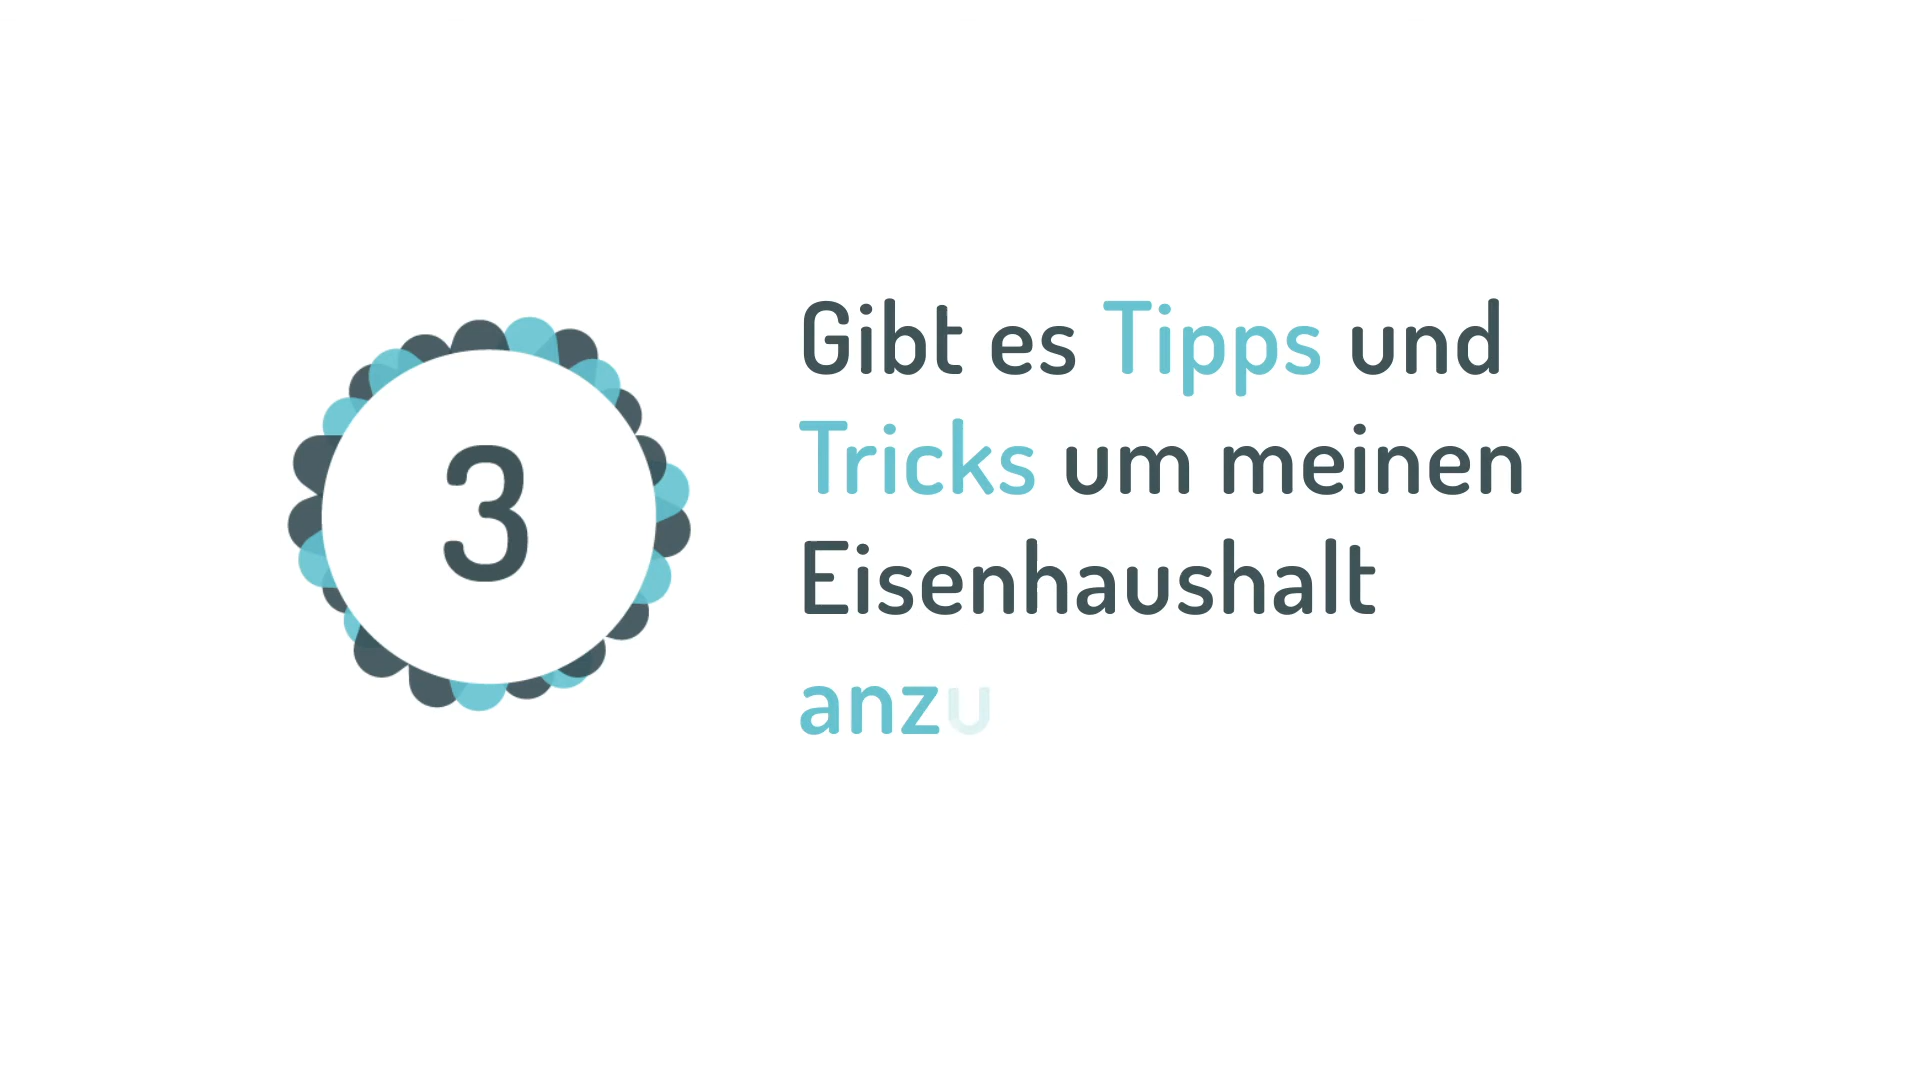 3
Gibt es Tipps und
Tricks um meinen
Eisenhaushalt
anzu